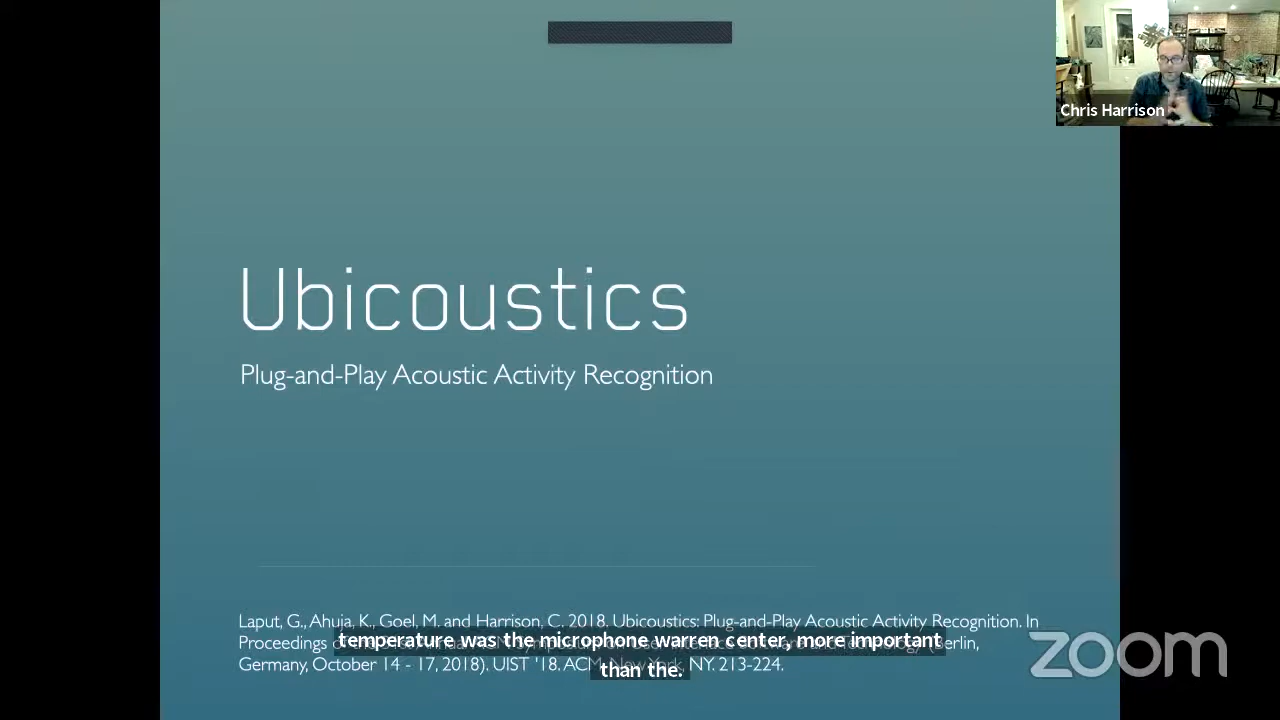 Chris Harrison
Ubicoustics
Plug-and-Play Acoustic Activity Recognition
Laput, G., Ahuja, K., Goel, M. and Harrison, C. 2018. Ubicoustics: Plug-and-Play Acoustic Activity Recognition. In
Proceedings
Berlin,
Germany, October 14 - 17, 2018). UIST '18. ACM, New York, NY. 213-224.
temperature was the microphone warren center, more important
than the.
zoom